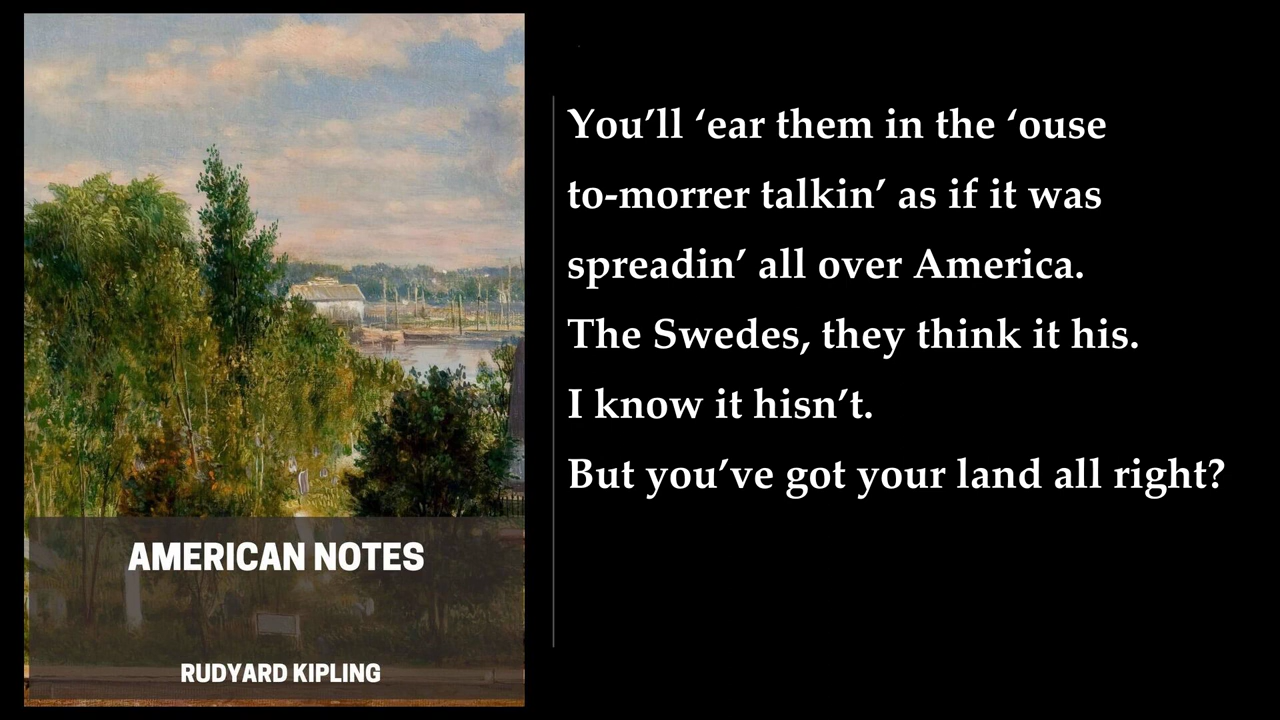 You’ll ‘ear them in the ‘ouse
to-morrer talkin’ as if it was
spreadin’ all over America.
The Swedes, they think it his.
I know it hisn’t.
But you’ve got your land all right?
AMERICAN NOTES
RUDYARD KIPLING